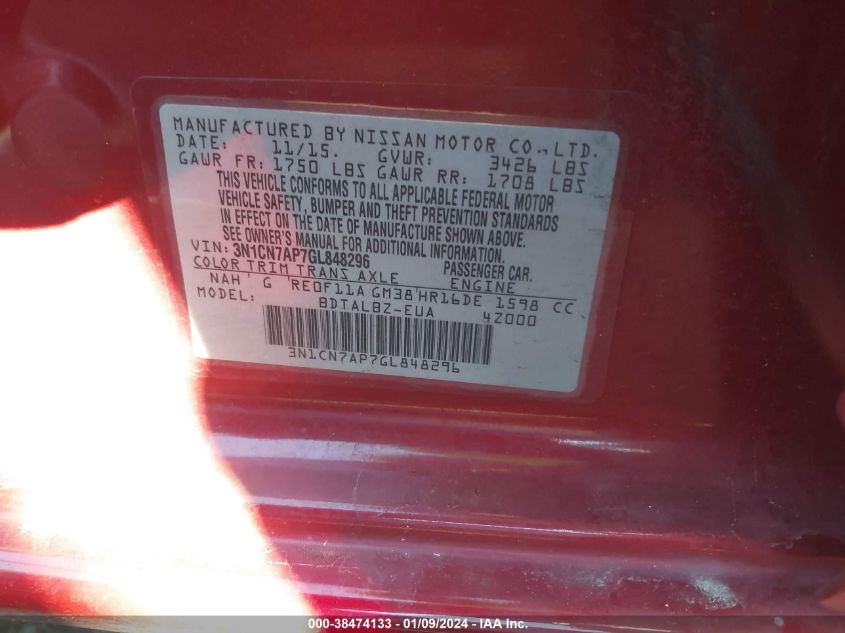 MANUFACTURED BY NISSAN MOTOR CO., LTD.
DATE: 11/15. GVWR: 3426 LBS
GAWR FR: 1750 LBS GAWR RR: 1708 LBS
THIS VEHICLE CONFORMS TO ALL APPLICABLE FEDERAL MOTOR
VEHICLE SAFETY, BUMPER AND THEFT PREVENTION STANDARDS
IN EFFECT ON THE DATE OF MANUFACTURE SHOWN ABOVE.
SEE OWNER'S MANUAL FOR ADDITIONAL INFORMATION.
VIN: 3N1CN7AP7GL848296 PASSENGER CAR.
COLOR TRIM TRANS AXLE ENGINE
NAH G RE0F11A GM38 HR16DE 1598 CC
MODEL: BDTALBZ-EUA 4Z000
3N1CN7AP7GL848296
000-38474133 - 01/09/2024 - IAA Inc.